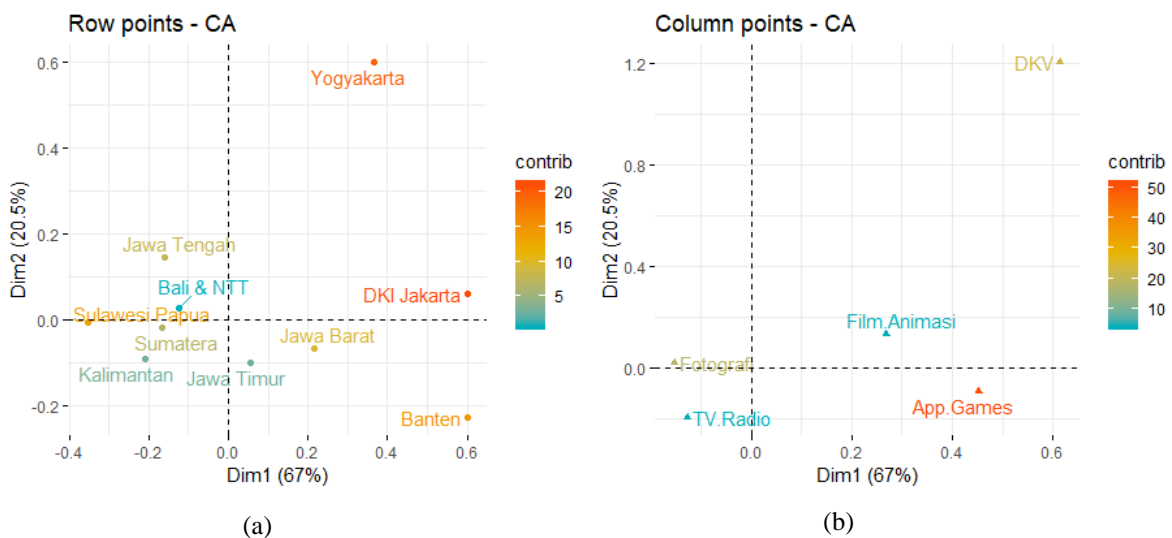 Row points - CA
0.6
0.4
0.2
0.0
-0.2
Dim2 (20.5%)
Yogyakarta
Jawa Tengah
Bali & NTT
DKI Jakarta
Sulawesi Papua
Sumatera
Jawa Barat
Kalimantan
Jawa Timur
Banten
-0.4
-0.2
0.0
0.2
0.4
0.6
Dim1 (67%)
contrib
20
15
10
5
(a)
Column points - CA
1.2
0.8
0.4
0.0
Dim2 (20.5%)
DKV
Film.Animasi
Fotografi
App.Games
TV.Radio
0.0
0.2
0.4
0.6
Dim1 (67%)
contrib
50
40
30
20
10
(b)